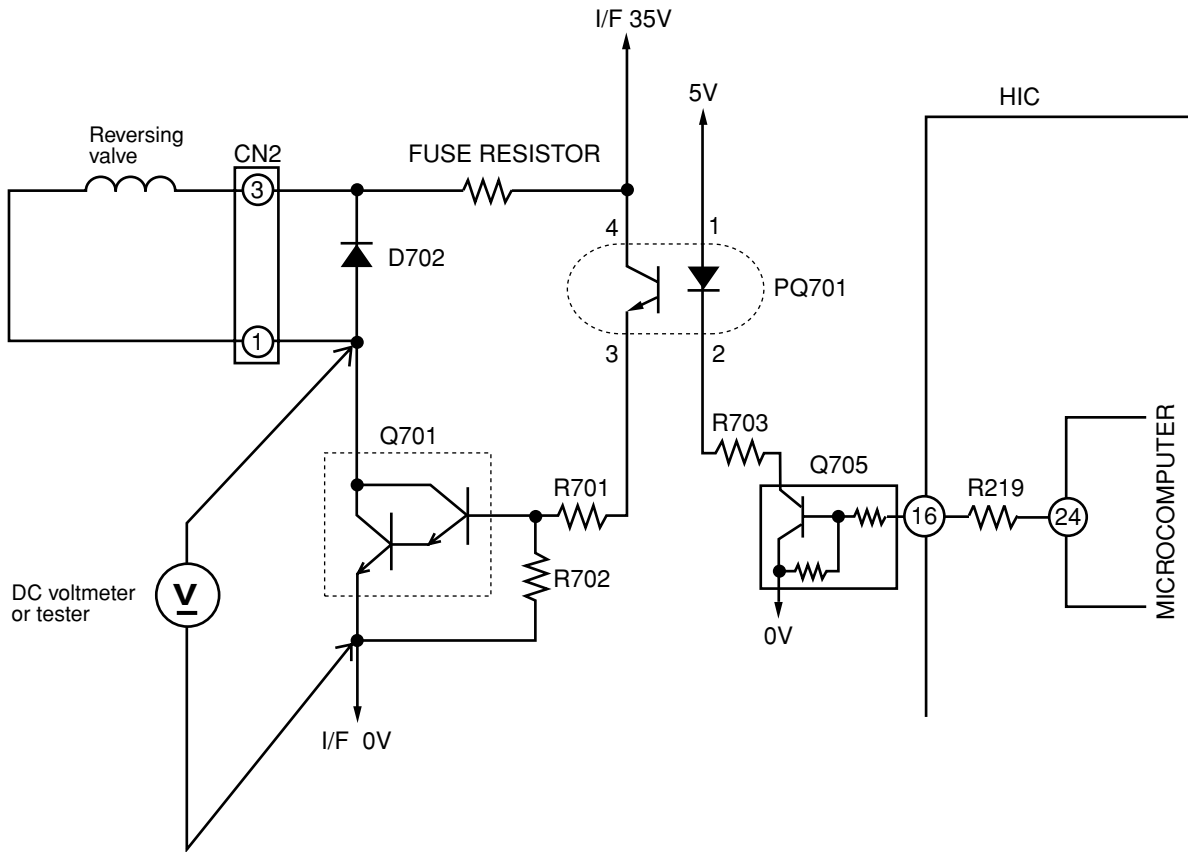 I/F 35V
5V
HIC
Reversing
valve
CN2
FUSE RESISTOR
3
4
1
D702
PQ701
1
3
2
R703
Q701
Q705
R701
R219
16
24
MICROCOMPUTER
R702
DC voltmeter
or tester
V
0V
I/F 0V